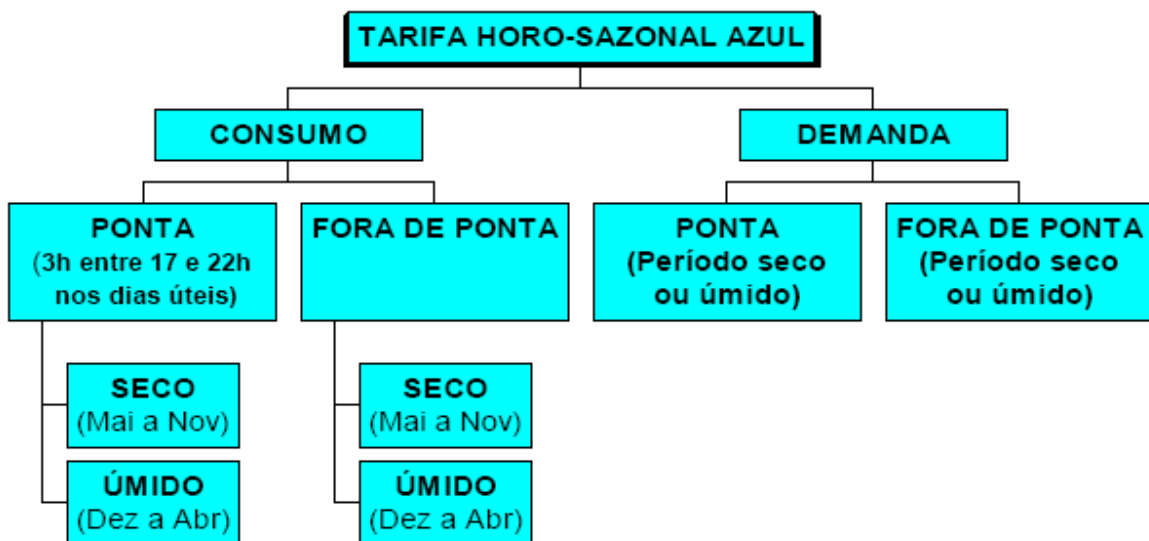 TARIFA HORO-SAZONAL AZUL
CONSUMO
DEMANDA
PONTA
(3h entre 17 e 22h
nos dias úteis)
FORA DE PONTA
PONTA
(Período seco
ou úmido)
FORA DE PONTA
(Período seco
ou úmido)
SECO
(Mai a Nov)
ÚMIDO
(Dez a Abr)
SECO
(Mai a Nov)
ÚMIDO
(Dez a Abr)